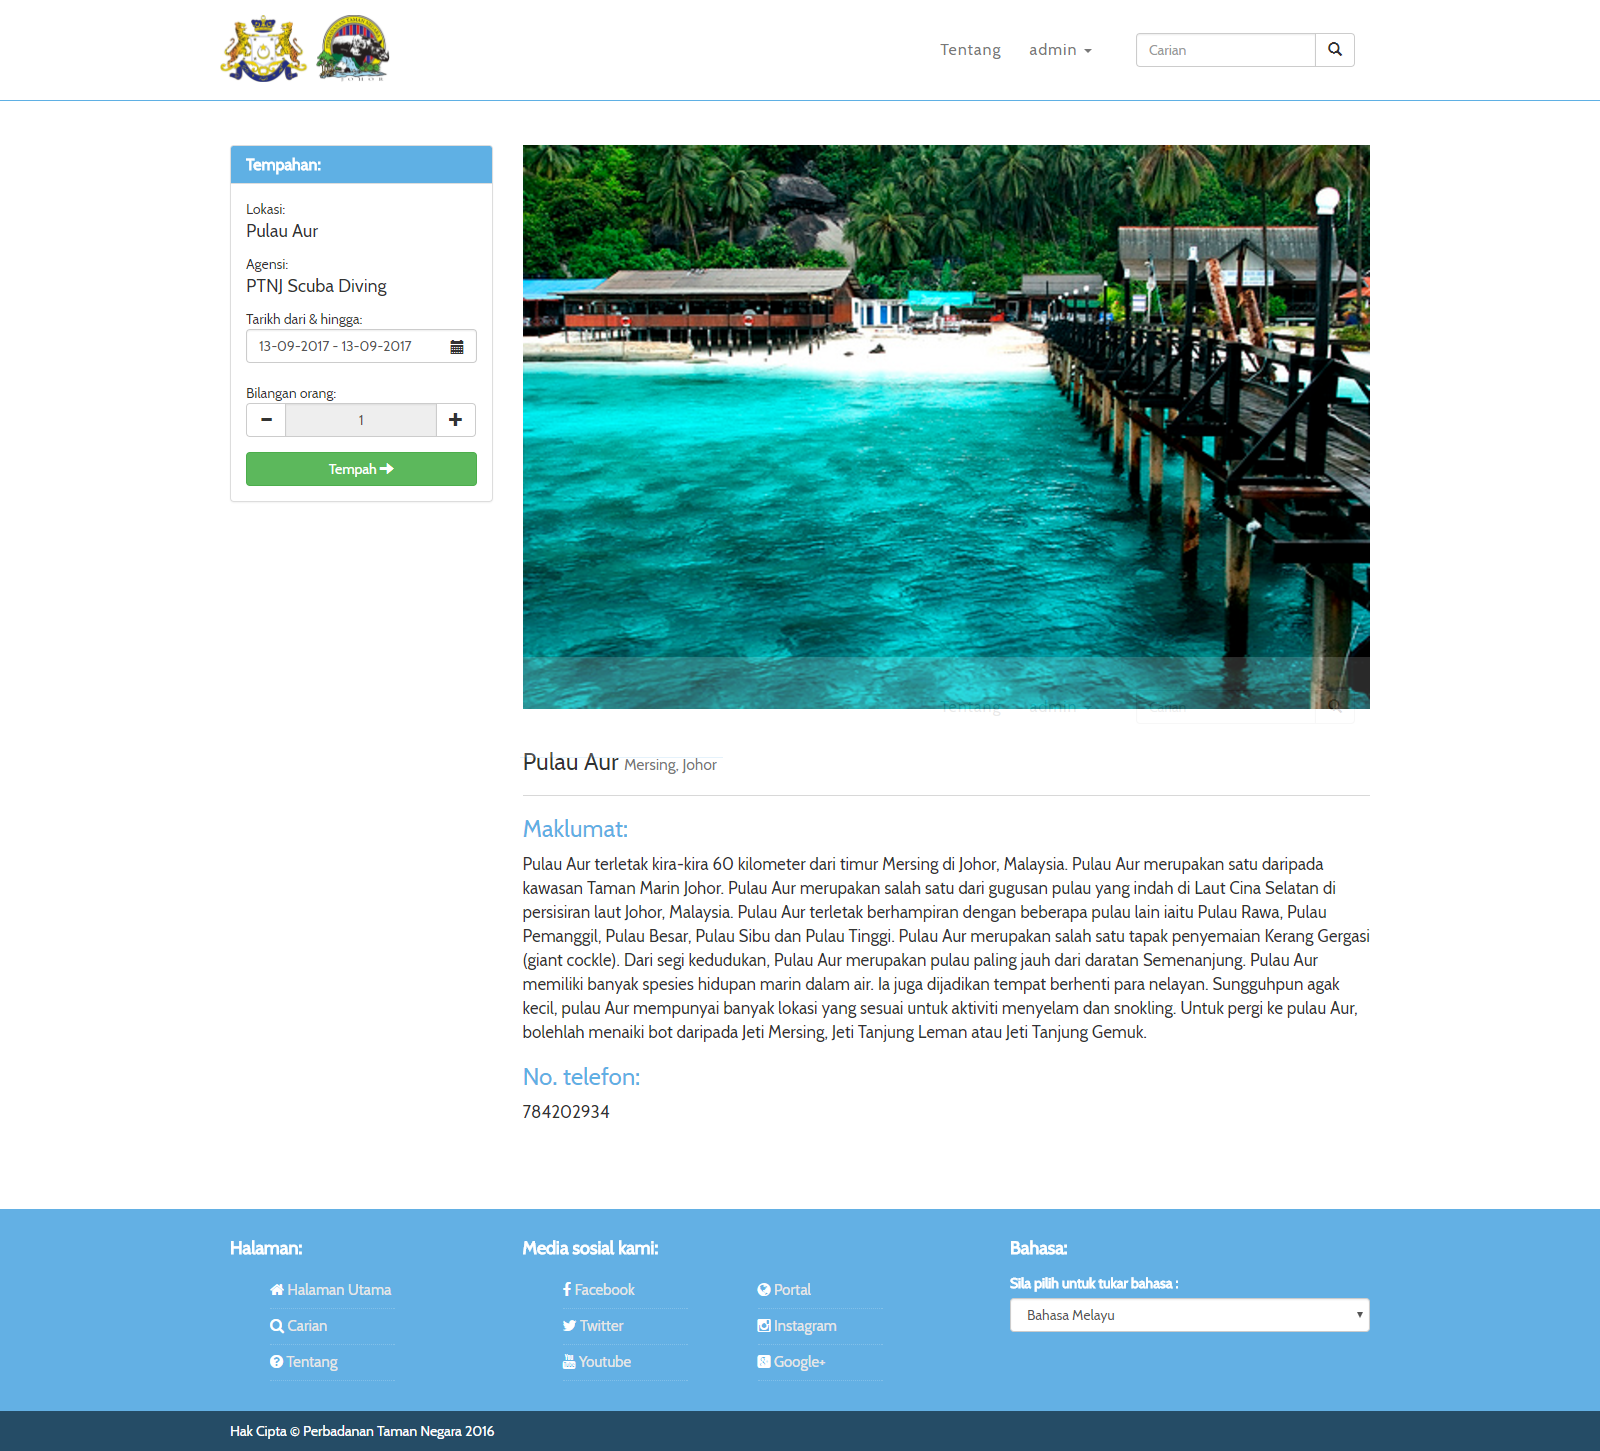 JOHOR
Tentang
admin
Carian
Tempahan:
Lokasi:
Pulau Aur
Agensi:
PTNJ Scuba Diving
Tarikh dari & hingga:
13-09-2017 - 13-09-2017
Bilangan orang:
1
Tempah
Tentang
admin
Carian
Pulau Aur Mersing, Johor
Maklumat:
Pulau Aur terletak kira-kira 60 kilometer dari timur Mersing di Johor, Malaysia. Pulau Aur merupakan satu daripada
kawasan Taman Marin Johor. Pulau Aur merupakan salah satu dari gugusan pulau yang indah di Laut Cina Selatan di
persisiran laut Johor, Malaysia. Pulau Aur terletak berhampiran dengan beberapa pulau lain iaitu Pulau Rawa, Pulau
Pemanggil, Pulau Besar, Pulau Sibu dan Pulau Tinggi. Pulau Aur merupakan salah satu tapak penyemaian Kerang Gergasi
(giant cockle). Dari segi kedudukan, Pulau Aur merupakan pulau paling jauh dari daratan Semenanjung. Pulau Aur
memiliki banyak spesies hidupan marin dalam air. Ia juga dijadikan tempat berhenti para nelayan. Sungguhpun agak
kecil, pulau Aur mempunyai banyak lokasi yang sesuai untuk aktiviti menyelam dan snokling. Untuk pergi ke pulau Aur,
bolehlah menaiki bot daripada Jeti Mersing, Jeti Tanjung Leman atau Jeti Tanjung Gemuk.
No. telefon:
784202934
Halaman:
Halaman Utama
Carian
Tentang
Media sosial kami:
Facebook
Twitter
Youtube
Portal
Instagram
Google+
Bahasa:
Sila pilih untuk tukar bahasa :
Bahasa Melayu
Hak Cipta © Perbadanan Taman Negara 2016